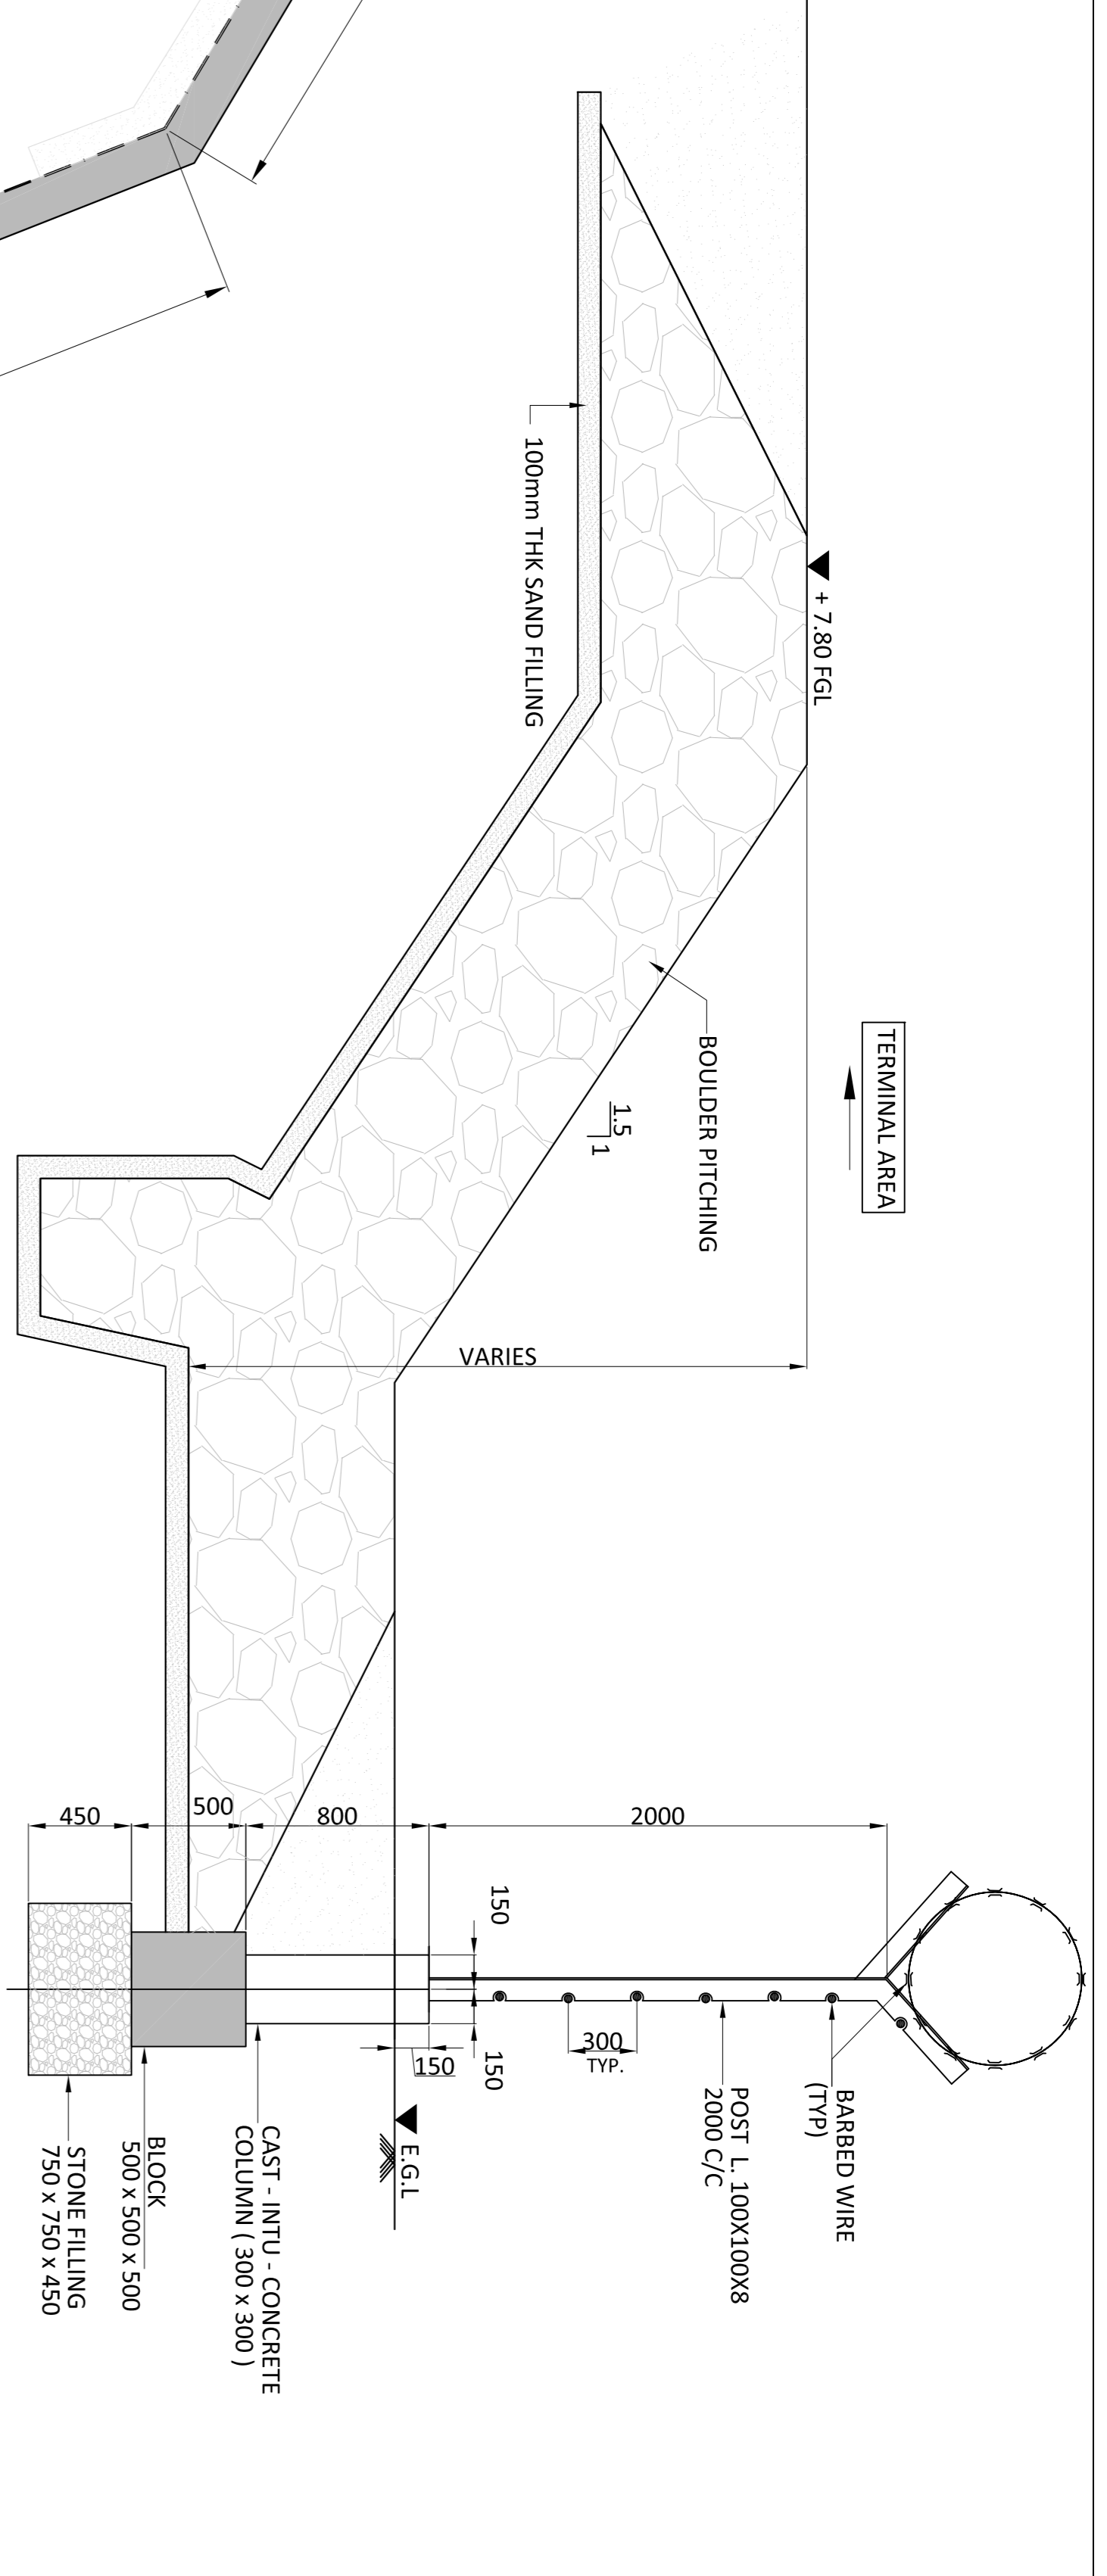 TERMINAL AREA
+ 7.80 FGL
100mm THK SAND FILLING
BOULDER PITCHING
1.5
1
VARIES
450
500
800
2000
150
150
150
300
TYP.
BARBED WIRE
(TYP)
POST L. 100X100X8
2000 C/C
E.G.L
CAST - INTU - CONCRETE
COLUMN ( 300 x 300 )
BLOCK
500 x 500 x 500
STONE FILLING
750 x 750 x 450